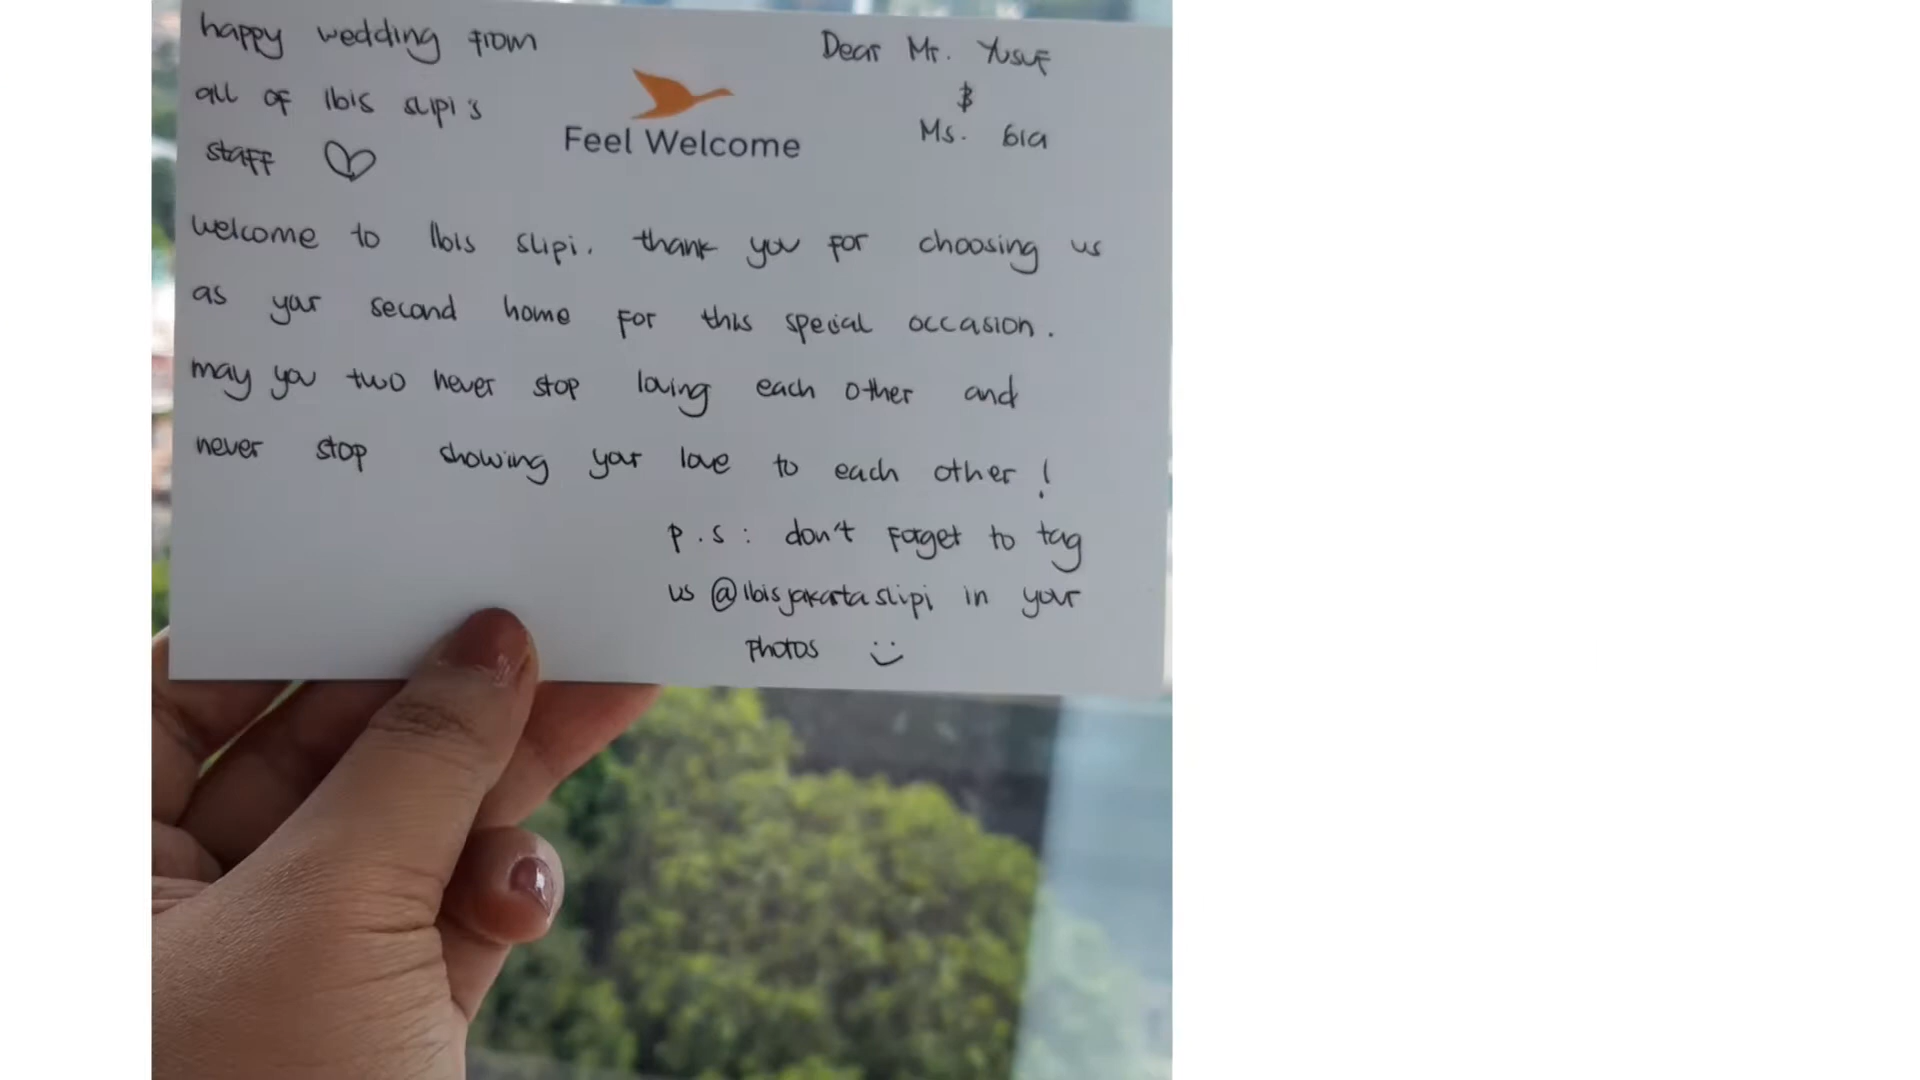 happy wedding from
all of Ibis slipi's
staff ♡
Feel Welcome
Dear Mr. Yusuf
&
Ms. Gia
welcome to Ibis slipi. thank you for choosing us
as your second home for this special occasion.
may you two never stop loving each other and
never stop showing your love to each other!
p.s: don't forget to tag
us @ibisjakartaslipi in your
Photos :)